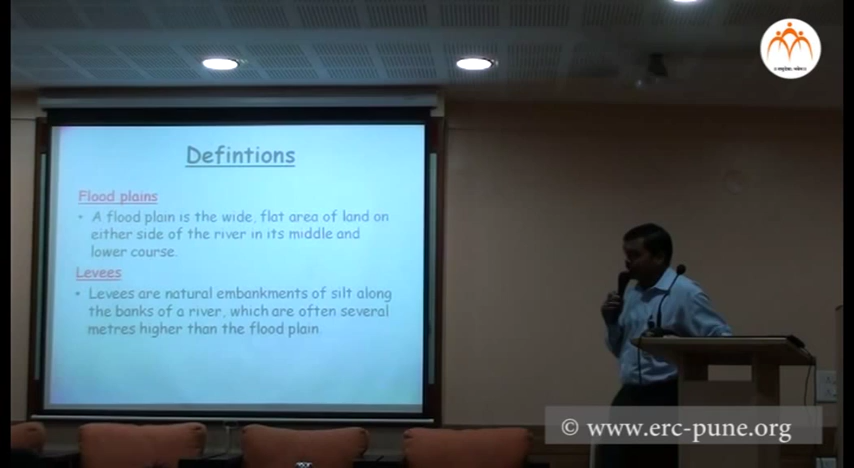 Defintions
Flood plains
• A flood plain is the wide, flat area of land on
either side of the river in its middle and
lower course.
Levees
• Levees are natural embankments of silt along
the banks of a river, which are often several
metres higher than the flood plain.
© www.erc-pune.org